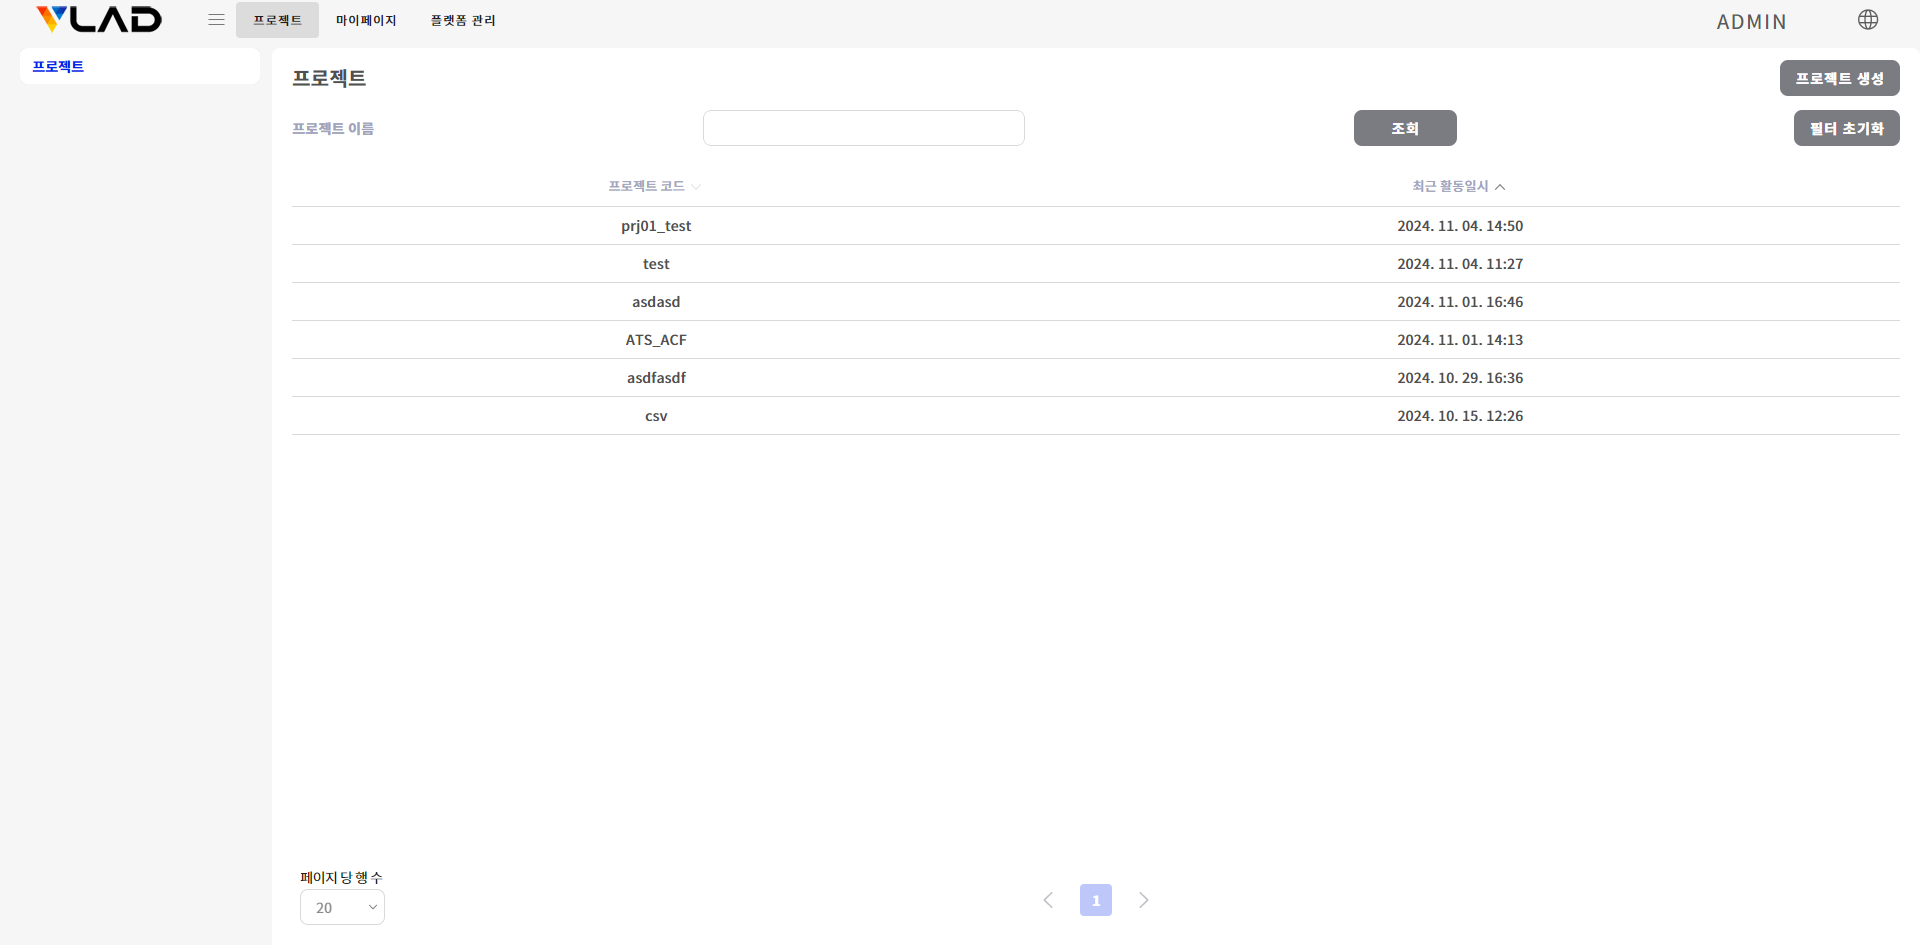 VLAD
프로젝트
마이페이지
플랫폼 관리
ADMIN
프로젝트
프로젝트
프로젝트 생성
프로젝트 이름
조회
필터 초기화
프로젝트 코드
최근 활동일시
prj01_test
2024. 11. 04. 14:50
test
2024. 11. 04. 11:27
asdasd
2024. 11. 01. 16:46
ATS_ACF
2024. 11. 01. 14:13
asdfasdf
2024. 10. 29. 16:36
csv
2024. 10. 15. 12:26
페이지 당 행 수
20
1